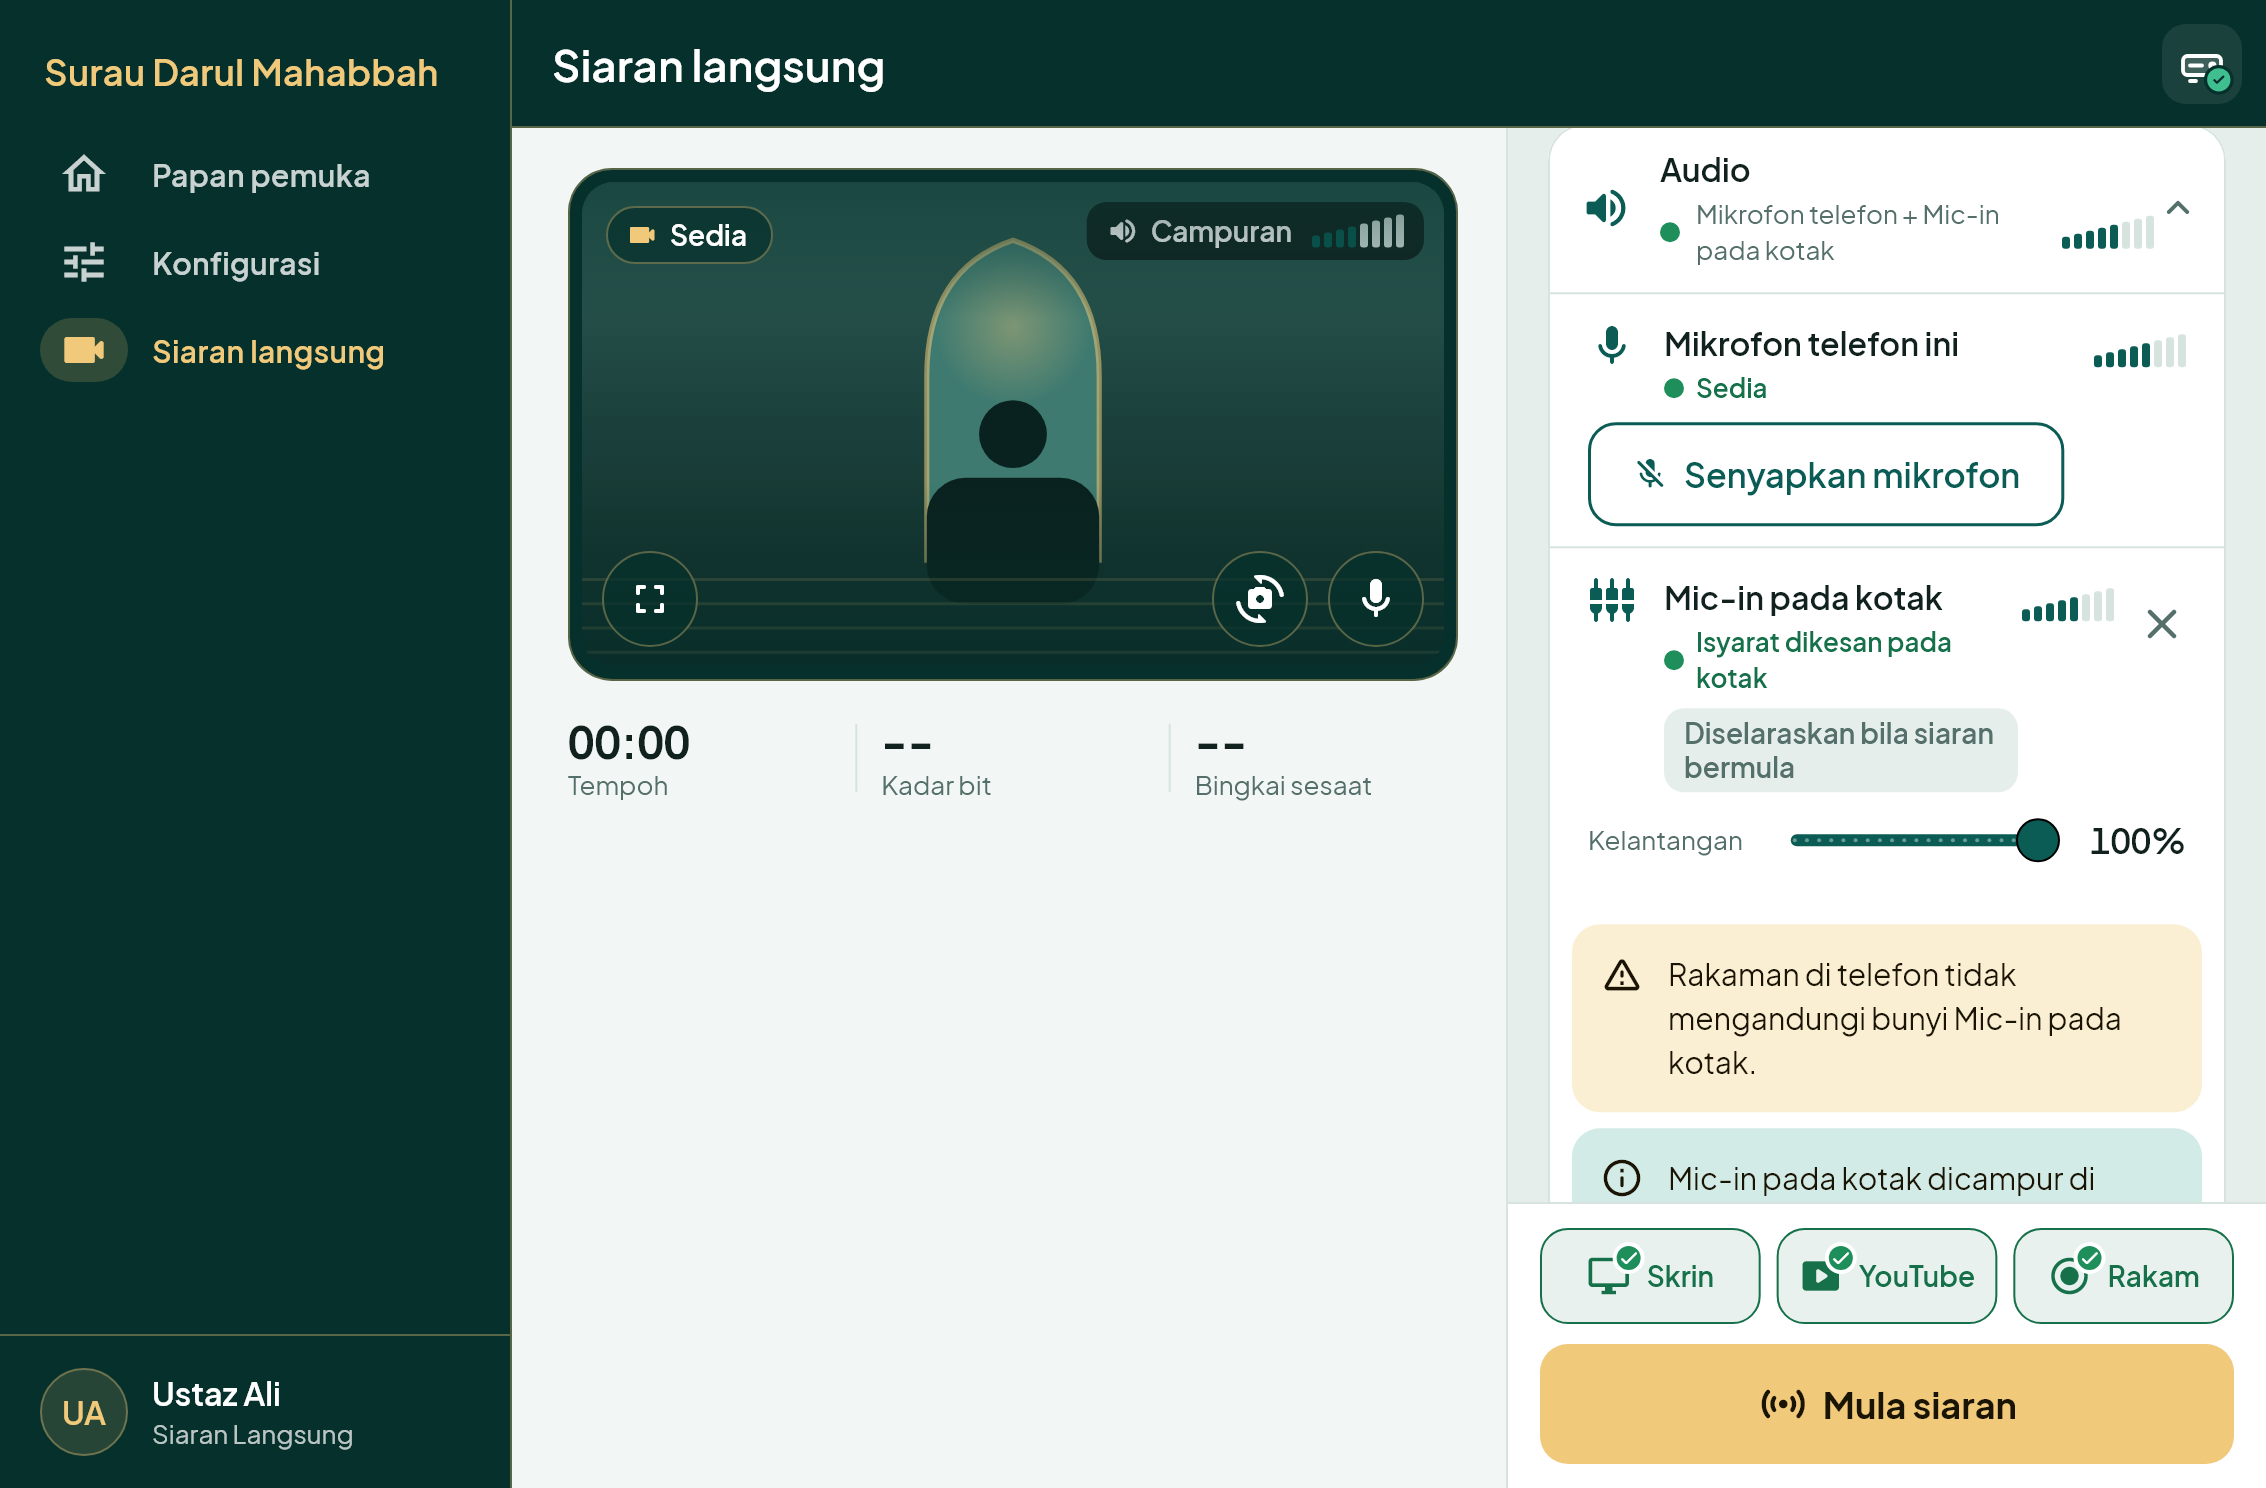 Surau Darul Mahabbah
Papan pemuka
Konfigurasi
Siaran langsung
Ustaz Ali
UA
Siaran Langsung
Siaran langsung
Sedia
Campuran
00:00
Tempoh
--
Kadar bit
--
Bingkai sesaat
Audio
Mikrofon telefon + Mic-in
pada kotak
Mikrofon telefon ini
Sedia
Senyapkan mikrofon
Mic-in pada kotak
Isyarat dikesan pada
kotak
Diselaraskan bila siaran
bermula
Kelantangan
100%
Rakaman di telefon tidak
mengandungi bunyi Mic-in pada
kotak.
Mic-in pada kotak dicampur di
Skrin
YouTube
Rakam
Mula siaran